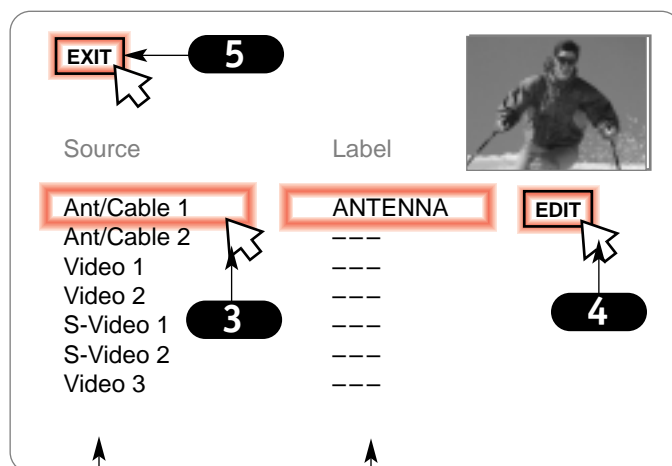 EXIT 5
Source Label
Ant/Cable 1 ANTENNA EDIT
Ant/Cable 2 ---
Video 1 ---
Video 2 ---
S-Video 1 ---
S-Video 2 ---
Video 3 ---
3
4